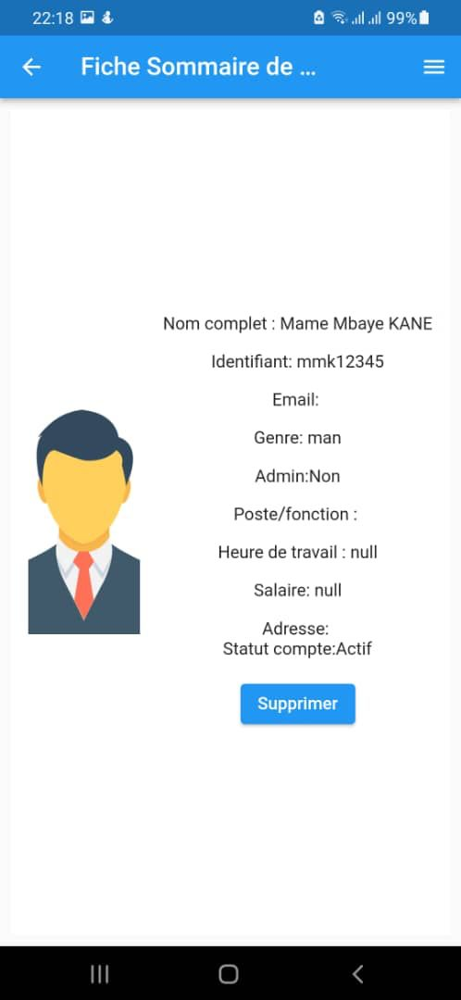 22:18 99%
Fiche Sommaire de ...
Nom complet : Mame Mbaye KANE
Identifiant: mmk12345
Email:
Genre: man
Admin:Non
Poste/fonction :
Heure de travail : null
Salaire: null
Adresse:
Statut compte:Actif
Supprimer